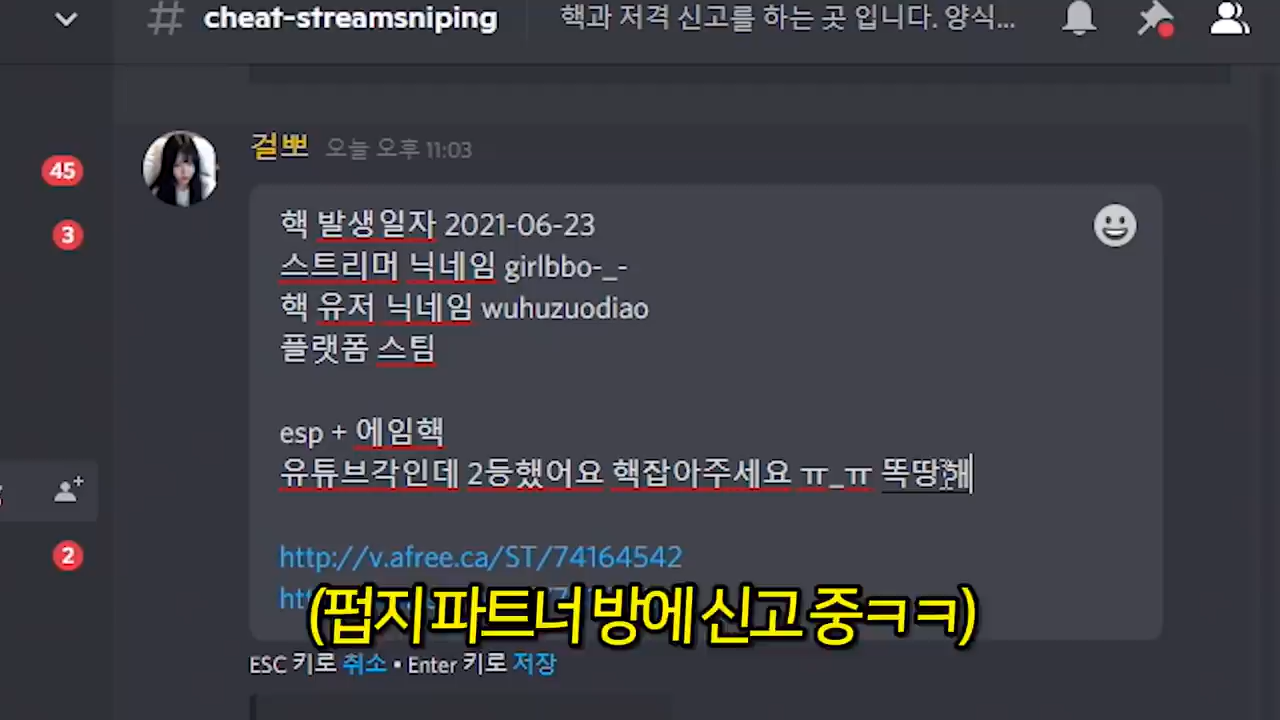 # cheat-streamsniping 핵과 저격 신고를 하는 곳 입니다. 양식...
걸뽀 오늘 오후 11:03
45
3
핵 발생일자 2021-06-23
스트리머 닉네임 girlbbo-_-
핵 유저 닉네임 wuhuzuodiao
플랫폼 스팀
esp + 에임핵
유튜브각인데 2등했어요 핵잡아주세요 ㅠ_ㅠ 똑땅해
2
http://v.afree.ca/ST/74164542
(펍지 파트너 방에 신고 중ㅋㅋ)
ESC 키로 취소 • Enter 키로 저장